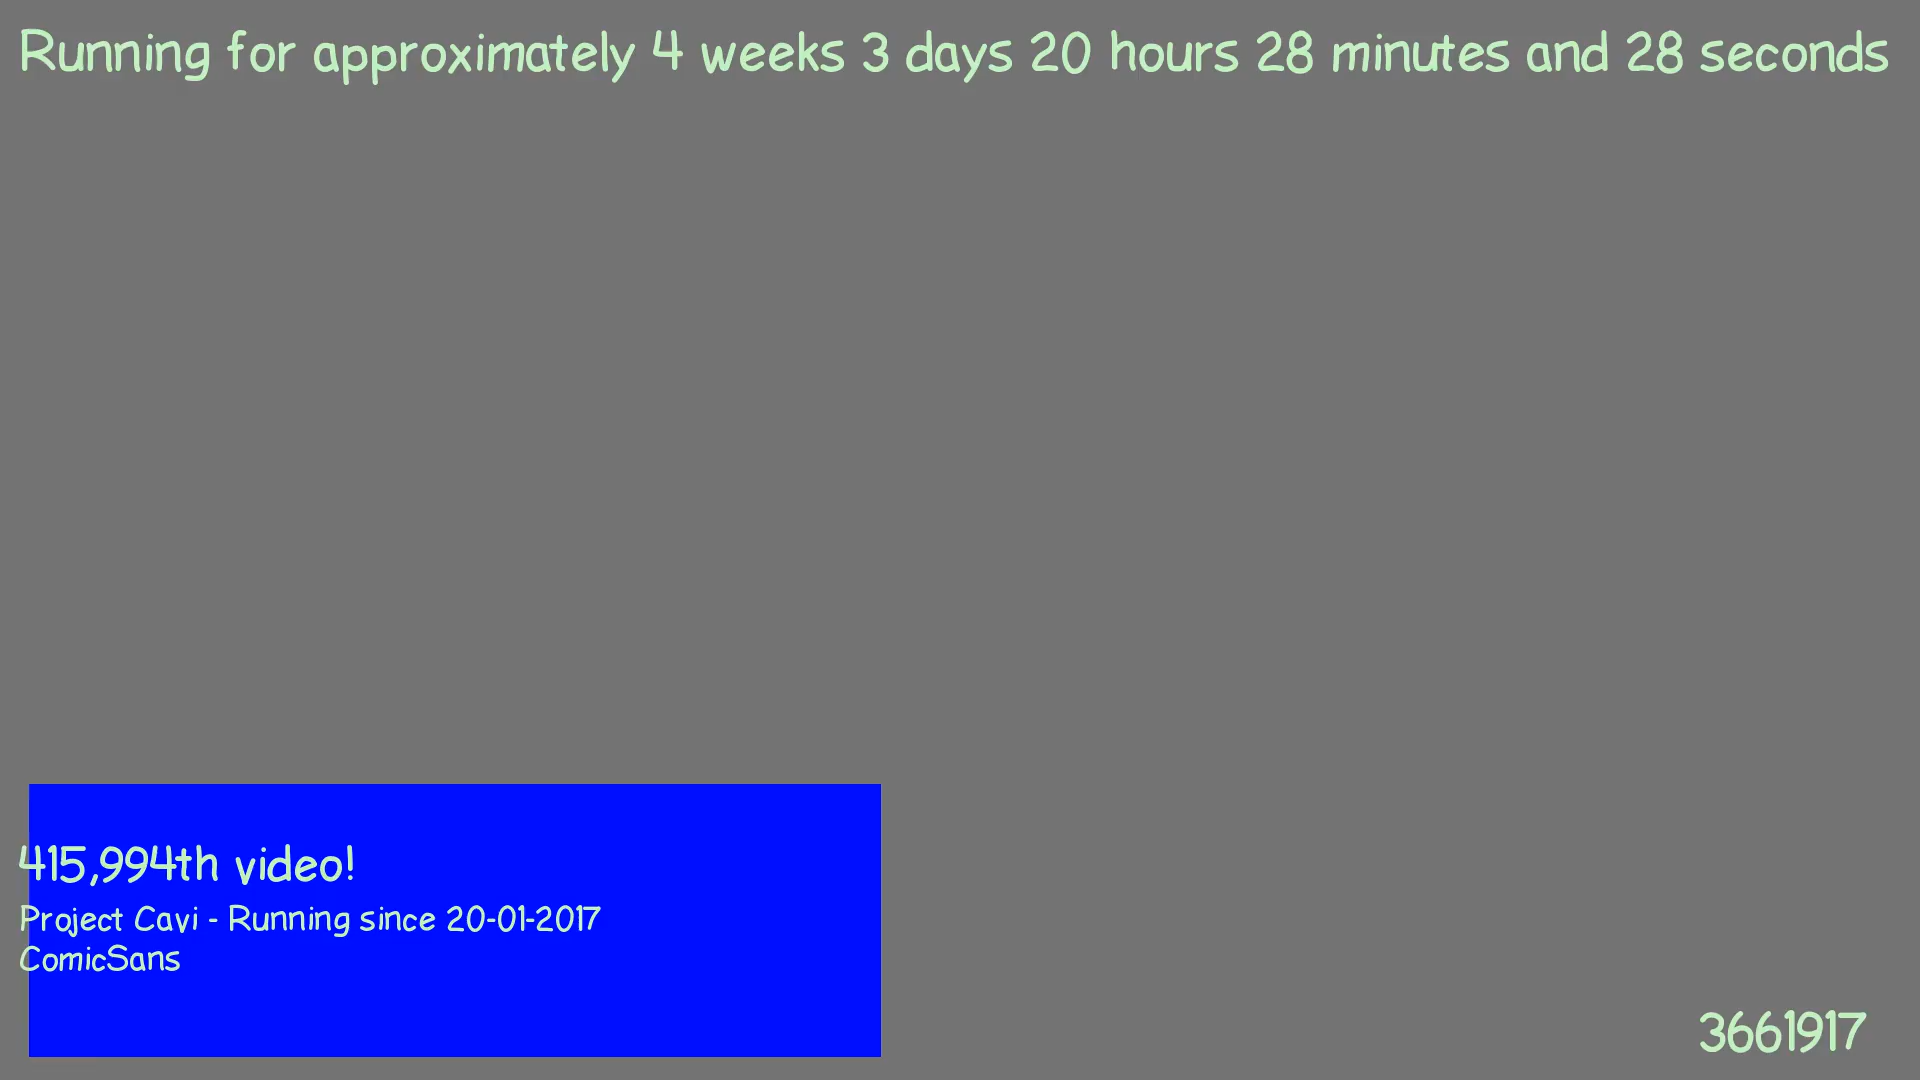 Running for approximately 4 weeks 3 days 20 hours 28 minutes and 28 seconds
415,994th video!
Project Cavi - Running since 20-01-2017
ComicSans
3661917